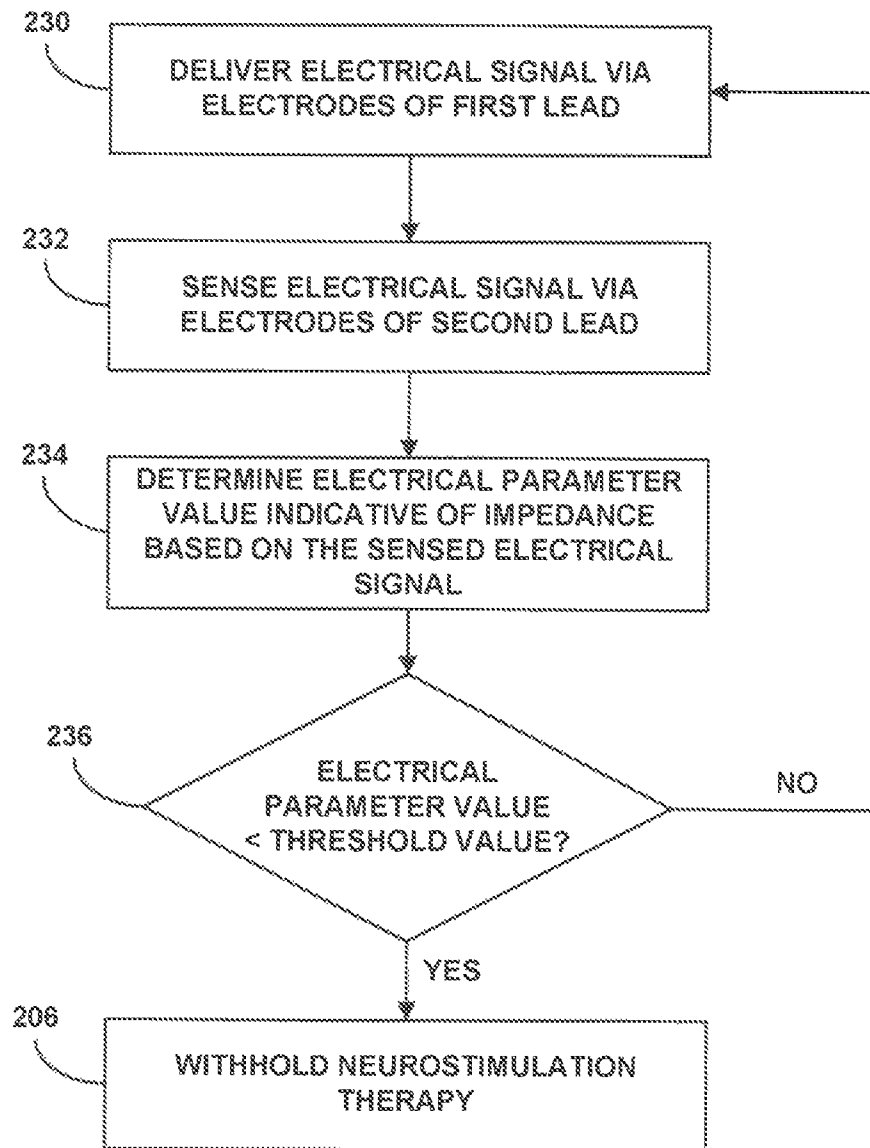 230
DELIVER ELECTRICAL SIGNAL VIA
ELECTRODES OF FIRST LEAD
232
SENSE ELECTRICAL SIGNAL VIA
ELECTRODES OF SECOND LEAD
234
DETERMINE ELECTRICAL PARAMETER
VALUE INDICATIVE OF IMPEDANCE
BASED ON THE SENSED ELECTRICAL
SIGNAL
236
ELECTRICAL
PARAMETER VALUE
< THRESHOLD VALUE?
NO
YES
206
WITHHOLD NEUROSTIMULATION
THERAPY